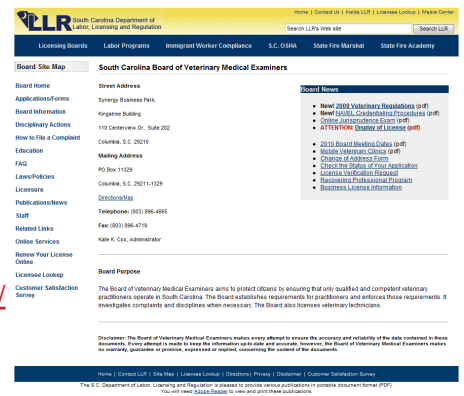 Home | Contact Us | Inside LLR | Licensee Lookup | Media Center
LLR South Carolina Department of
Labor, Licensing and Regulation
Search LLR's Web site Search LLR
Licensing Boards Labor Programs Immigrant Worker Compliance S.C. OSHA State Fire Marshal State Fire Academy
Board Site Map
Board Home
Applications/Forms
Board Information
Disciplinary Actions
How to File a Complaint
Education
FAQ
Laws/Policies
Licensure
Publications/News
Staff
Related Links
Online Services
Renew Your License
Online
Licensee Lookup
Customer Satisfaction
Survey
South Carolina Board of Veterinary Medical Examiners
Street Address
Synergy Business Park,
Kingstree Building
110 Centerview Dr., Suite 202
Columbia, S.C. 29210
Mailing Address
PO Box 11329
Columbia, S.C. 29211-1329
Directions/Map
Telephone: (803) 896-4665
Fax: (803) 896-4719
Kate K. Cox, Administrator
Board News
New! 2009 Veterinary Regulations (pdf)
New! NAVEL Credentialing Procedures (pdf)
Online Jurisprudence Exam (pdf)
ATTENTION: Display of License (pdf)
2010 Board Meeting Dates (pdf)
Mobile Veterinary Clinics (pdf)
Change of Address Form
Check the Status of Your Application
License Verification Request
Recovering Professional Program
Business License Information
Board Purpose
The Board of Veterinary Medical Examiners aims to protect citizens by ensuring that only qualified and competent veterinary
practitioners operate in South Carolina. The Board establishes requirements for practitioners and enforces those requirements. It
investigates complaints and disciplines when necessary. The Board also licenses veterinary technicians.
Disclaimer: The Board of Veterinary Medical Examiners makes every attempt to ensure the accuracy and reliability of the data contained in these
documents. Every attempt is made to keep the information up-to-date and accurate, however, the Board of Veterinary Medical Examiners makes
no warranty, guarantee or promise, expressed or implied, concerning the content of the documents.
Home | Contact LLR | Site Map | Licensee Lookup | Directions | Privacy | Disclaimer | Customer Satisfaction Survey
The S.C. Department of Labor, Licensing and Regulation is pleased to provide various publications in portable document format (PDF).
You will need Adobe Reader to view and print these publications.